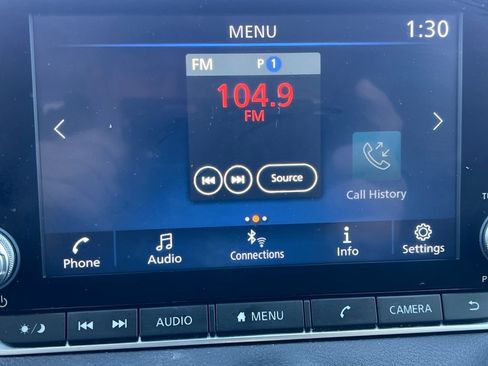 MENU 1:30
FM P 1
104.9
FM
Source
Call History
Phone Audio Connections Info Settings
AUDIO MENU CAMERA